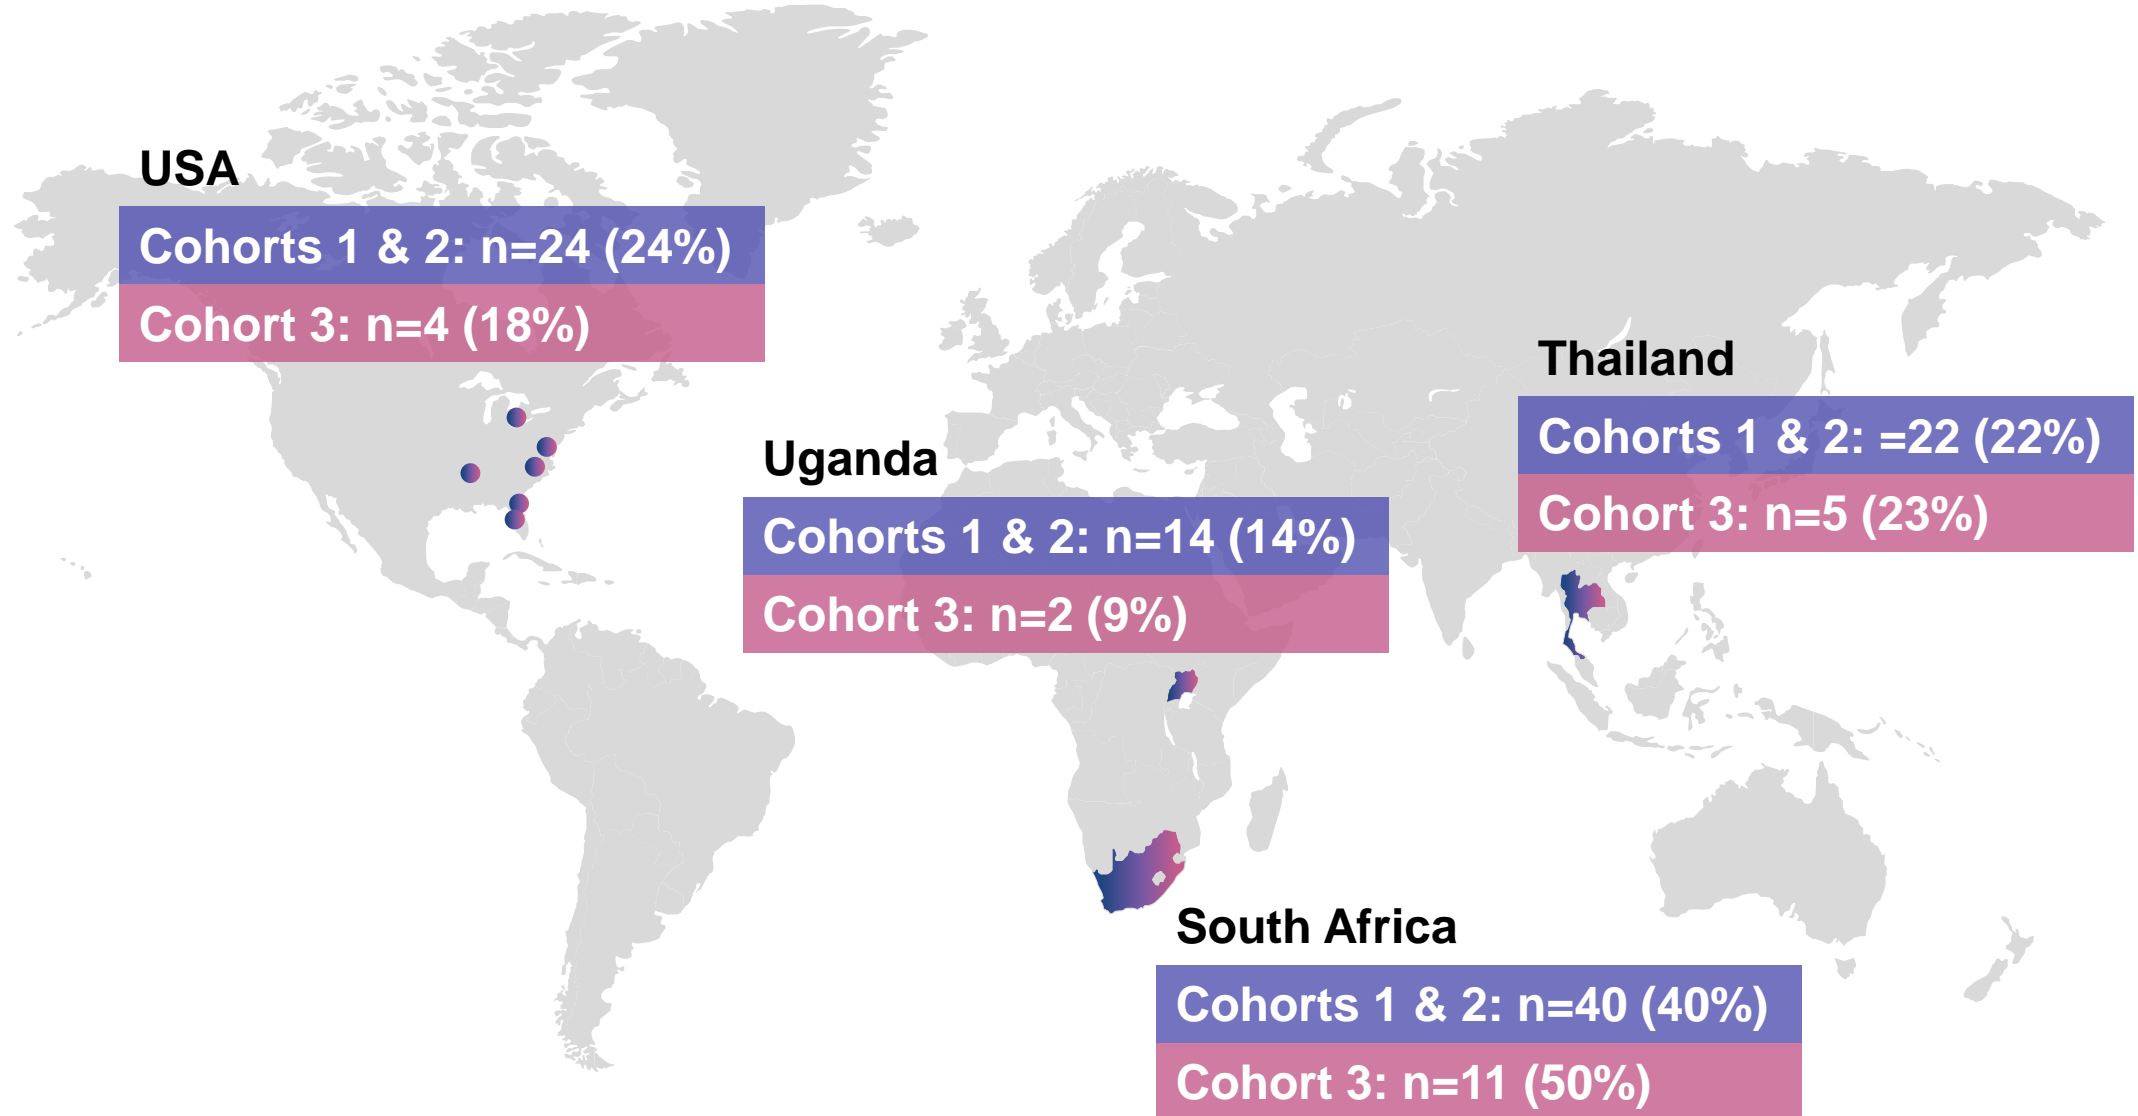 USA
Cohorts 1 & 2: n=24 (24%)
Cohort 3: n=4 (18%)
Thailand
Cohorts 1 & 2: =22 (22%)
Cohort 3: n=5 (23%)
Uganda
Cohorts 1 & 2: n=14 (14%)
Cohort 3: n=2 (9%)
South Africa
Cohorts 1 & 2: n=40 (40%)
Cohort 3: n=11 (50%)